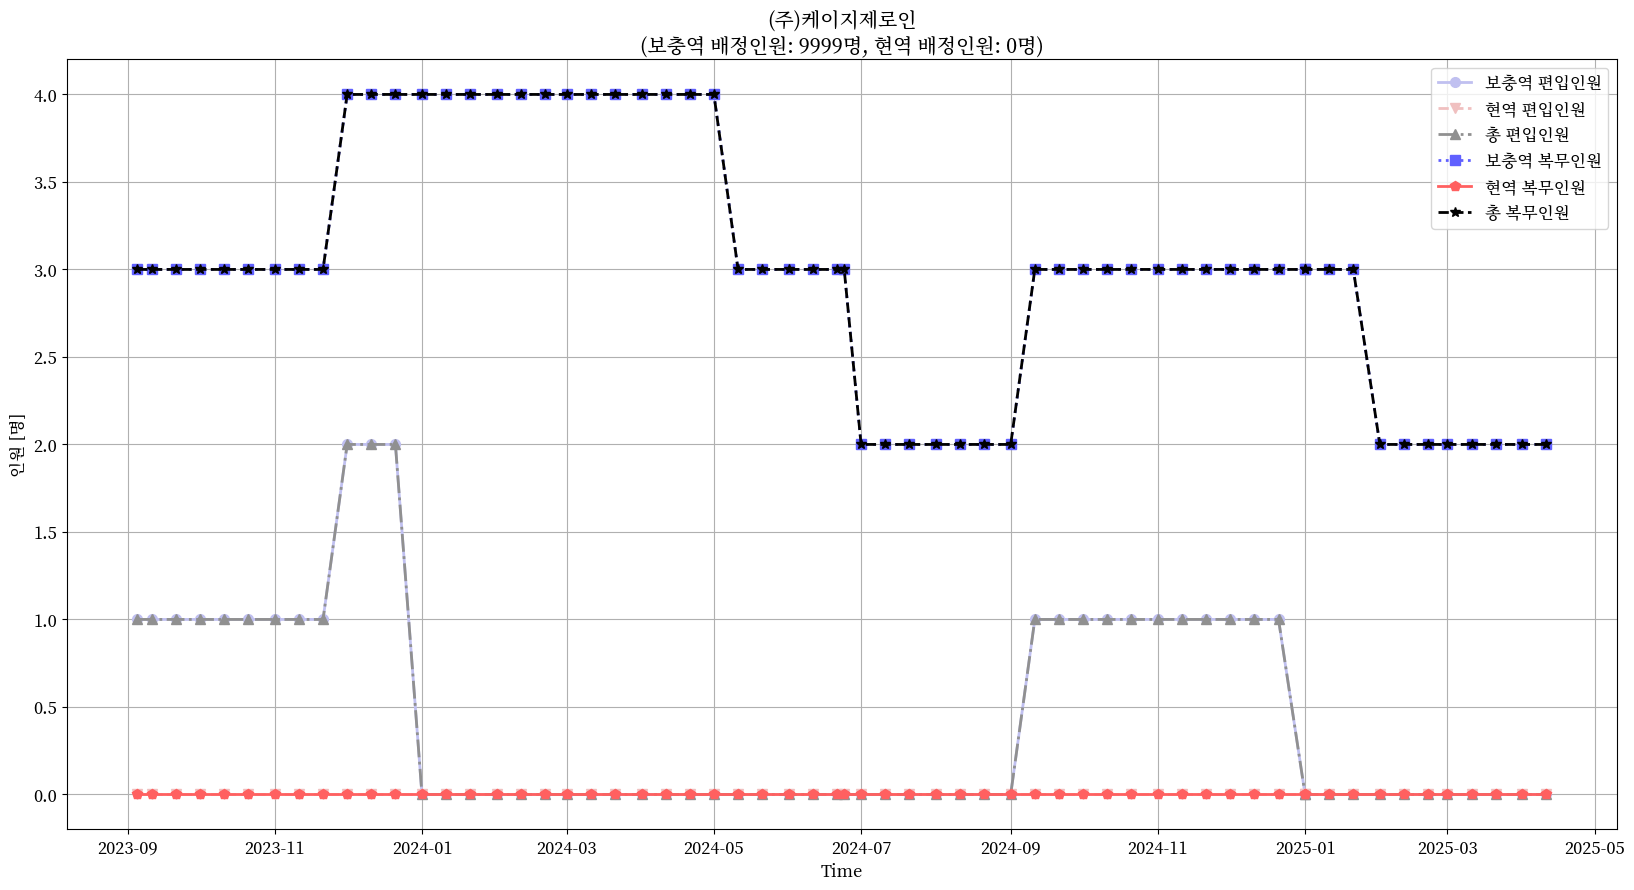 (주)케이지제로인
(보충역 배정인원: 9999명, 현역 배정인원: 0명)
보충역 편입인원
현역 편입인원
총 편입인원
보충역 복무인원
현역 복무인원
총 복무인원
인원 [명]
4.0
3.5
3.0
2.5
2.0
1.5
1.0
0.5
0.0
2023-09
2023-11
2024-01
2024-03
2024-05
2024-07
2024-09
2024-11
2025-01
2025-03
2025-05
Time